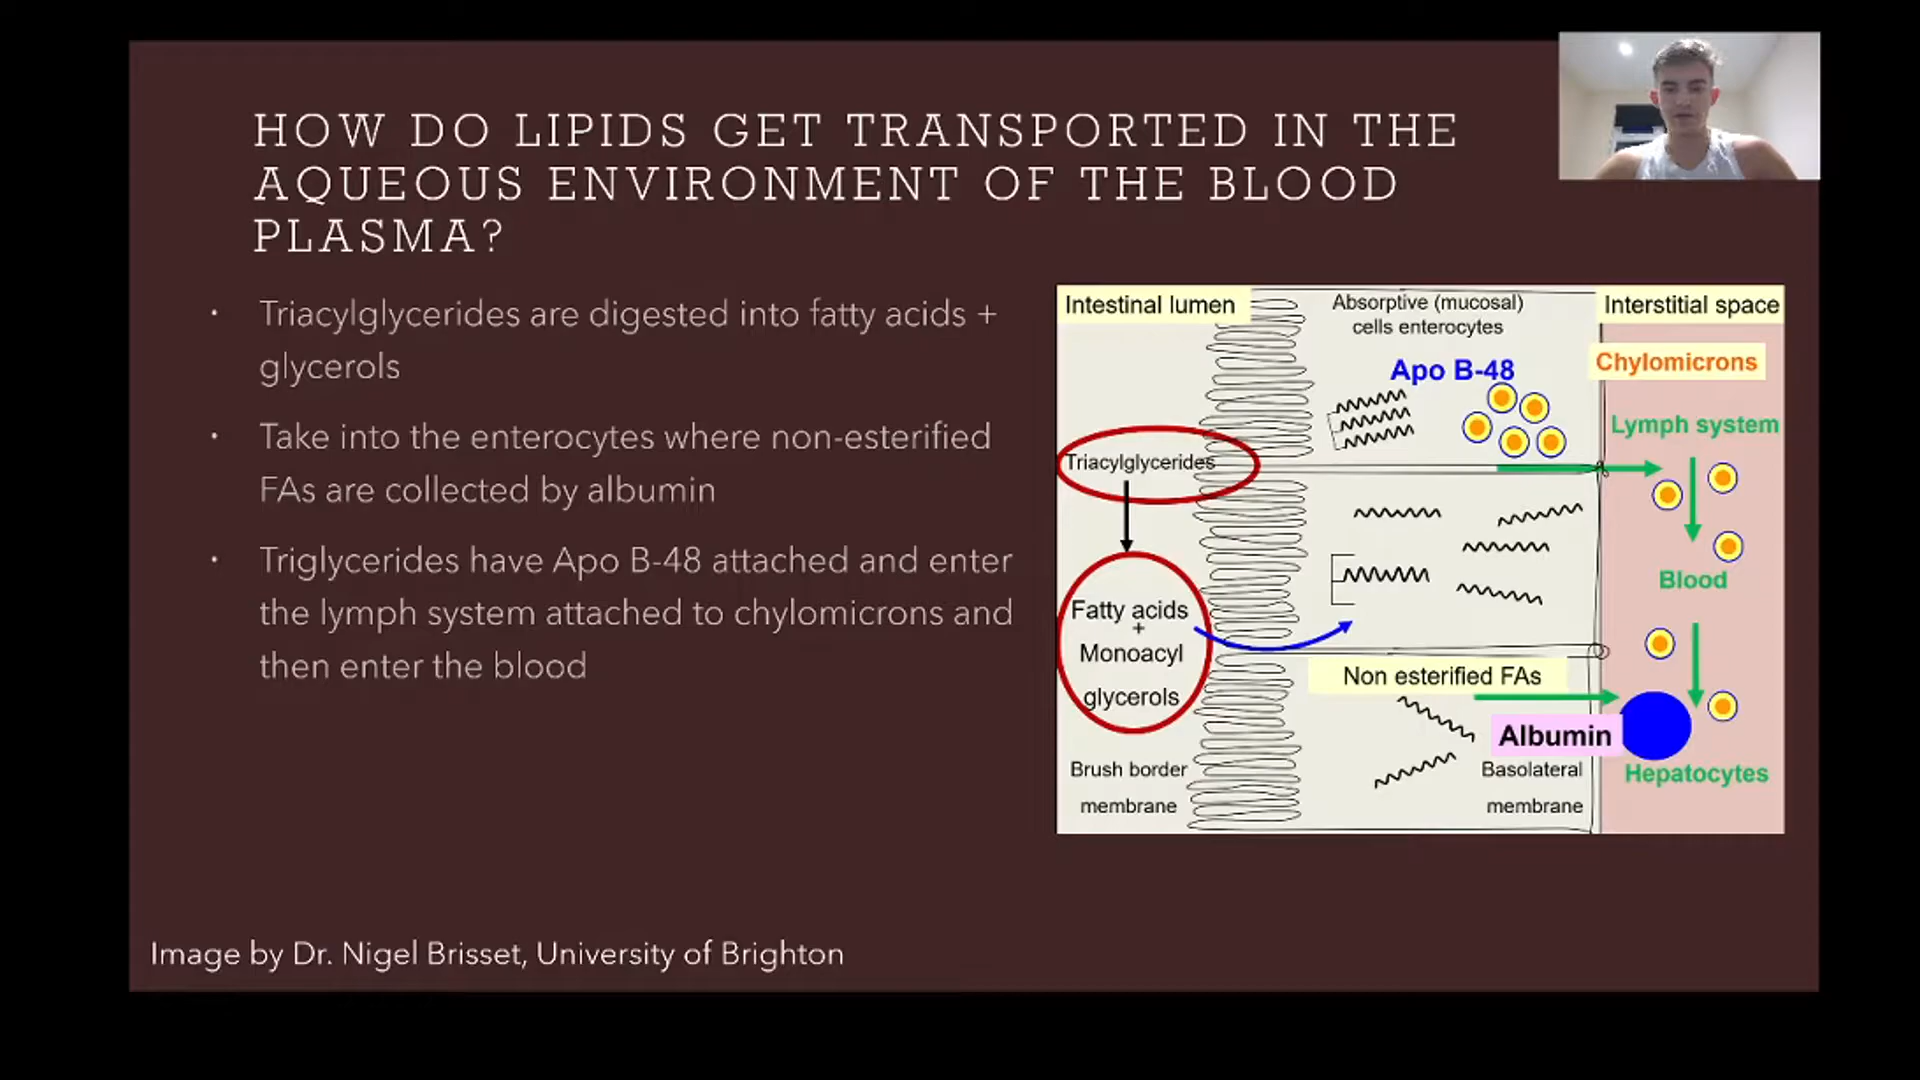 HOW DO LIPIDS GET TRANSPORTED IN THE
AQUEOUS ENVIRONMENT OF THE BLOOD
PLASMA?
• Triacylglycerides are digested into fatty acids +
glycerols
• Take into the enterocytes where non-esterified
FAs are collected by albumin
• Triglycerides have Apo B-48 attached and enter
the lymph system attached to chylomicrons and
then enter the blood
Intestinal lumen
Absorptive (mucosal)
cells enterocytes
Interstitial space
Apo B-48
Chylomicrons
Lymph system
Triacylglycerides
Blood
Fatty acids
+
Monoacyl
glycerols
Non esterified FAs
Albumin
Brush border
membrane
Basolateral
membrane
Hepatocytes
Image by Dr. Nigel Brisset, University of Brighton